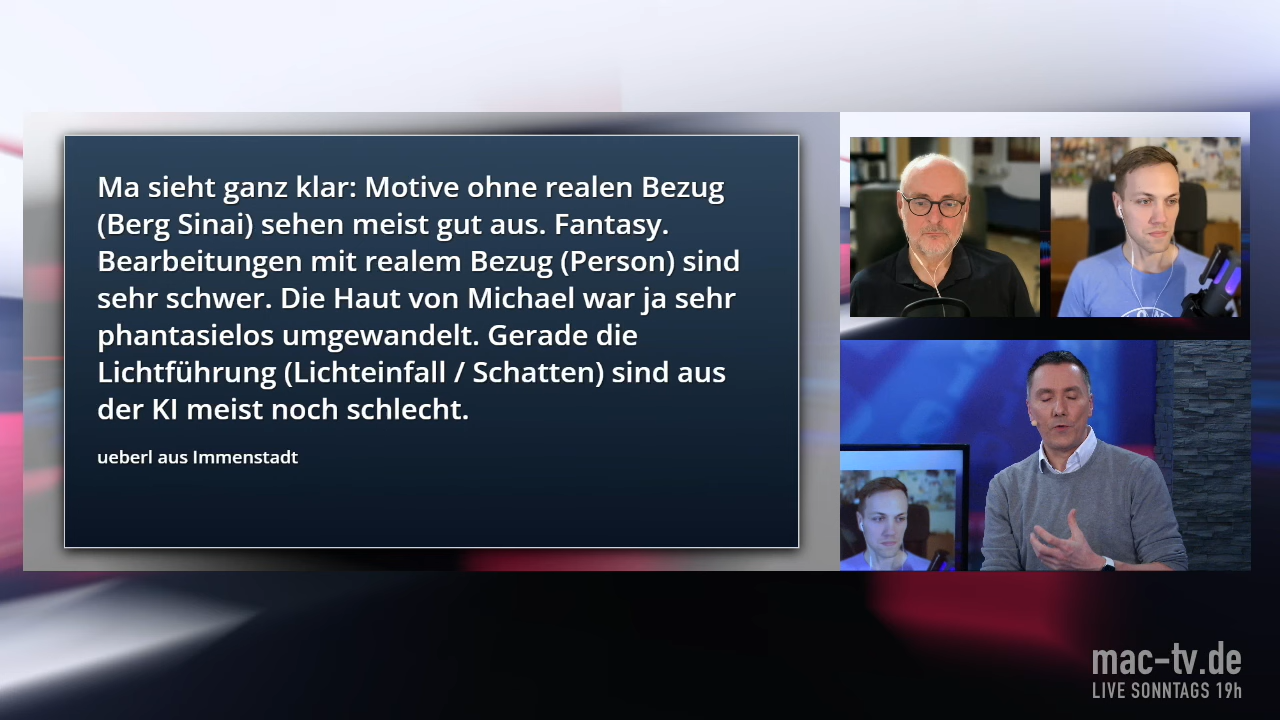 Ma sieht ganz klar: Motive ohne realen Bezug
(Berg Sinai) sehen meist gut aus. Fantasy.
Bearbeitungen mit realem Bezug (Person) sind
sehr schwer. Die Haut von Michael war ja sehr
phantasielos umgewandelt. Gerade die
Lichtführung (Lichteinfall / Schatten) sind aus
der KI meist noch schlecht.
ueberl aus Immenstadt
mac-tv.de
LIVE SONNTAGS 19h